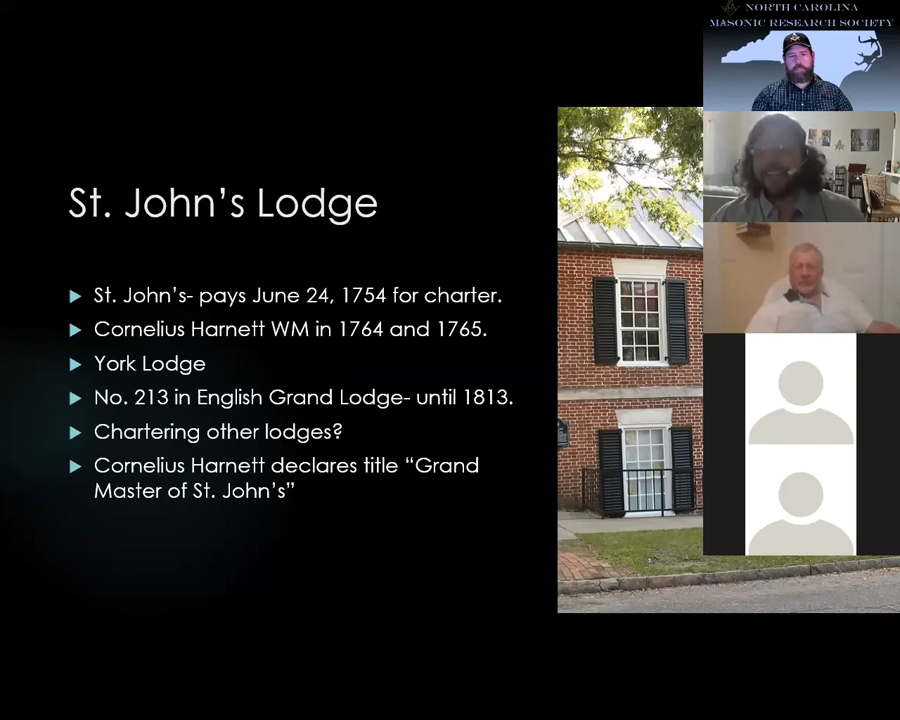 NORTH CAROLINA
MASONIC RESEARCH SOCIETY
St. John's Lodge
St. John's- pays June 24, 1754 for charter.
Cornelius Harnett WM in 1764 and 1765.
York Lodge
No. 213 in English Grand Lodge- until 1813.
Chartering other lodges?
Cornelius Harnett declares title “Grand
Master of St. John's”